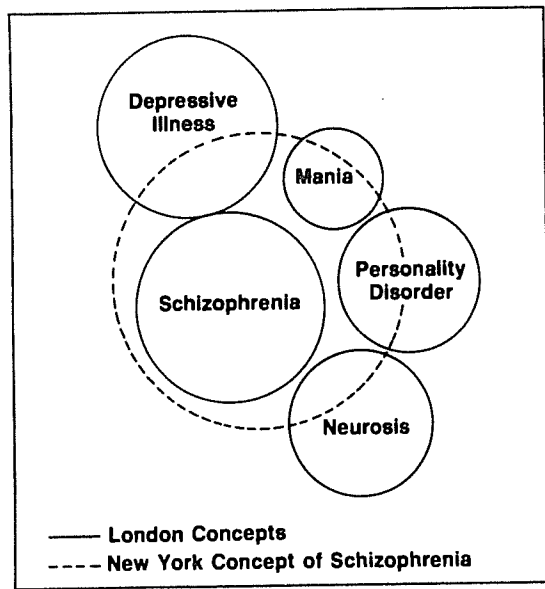 Depressive
Illness
Mania
Personality
Disorder
Schizophrenia
Neurosis
London Concepts
New York Concept of Schizophrenia